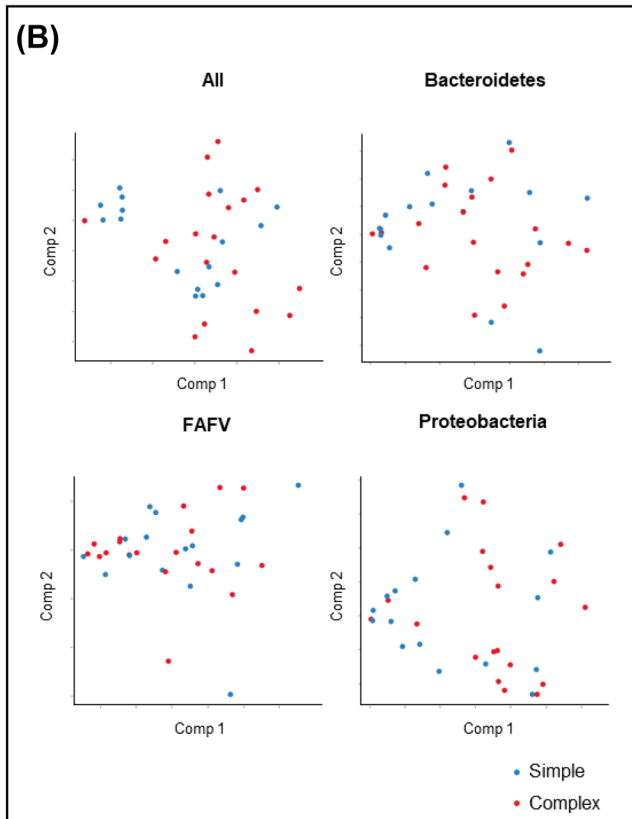 (B)
All
Bacteroidetes
Comp 2
Comp 2
Comp 1
Comp 1
FAFV
Proteobacteria
Comp 2
Comp 2
Comp 1
Comp 1
Simple
Complex